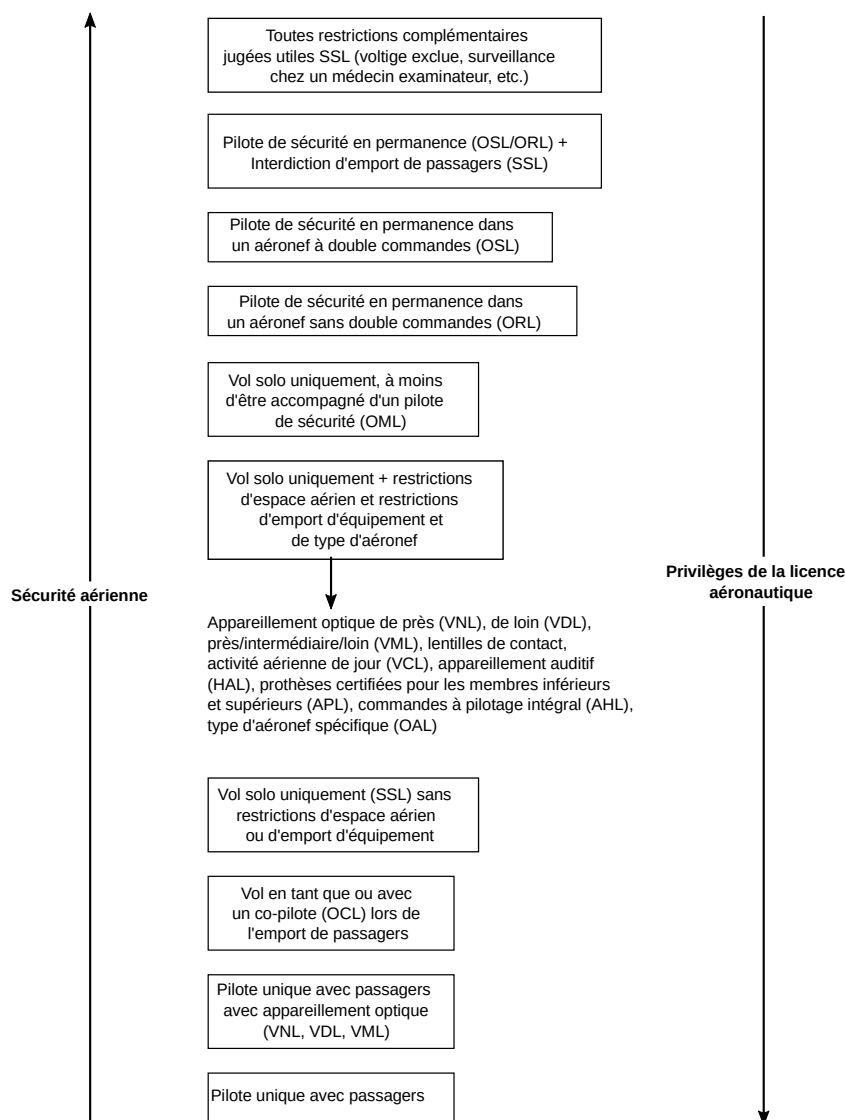 Toutes restrictions complémentaires
jugées utiles SSL (voltige exclue, surveillance
chez un médecin examinateur, etc.)
Pilote de sécurité en permanence (OSL/ORL) +
Interdiction d'emport de passagers (SSL)
Pilote de sécurité en permanence dans
un aéronef à double commandes (OSL)
Pilote de sécurité en permanence dans
un aéronef sans double commandes (ORL)
Vol solo uniquement, à moins
d'être accompagné d'un pilote
de sécurité (OML)
Vol solo uniquement + restrictions
d'espace aérien et restrictions
d'emport d'équipement et
de type d'aéronef
Sécurité aérienne
Privilèges de la licence
aéronautique
Appareillement optique de près (VNL), de loin (VDL),
près/intermédiaire/loin (VML), lentilles de contact,
activité aérienne de jour (VCL), appareillement auditif
(HAL), prothèses certifiées pour les membres inférieurs
et supérieurs (APL), commandes à pilotage intégral (AHL),
type d'aéronef spécifique (OAL)
Vol solo uniquement (SSL) sans
restrictions d'espace aérien
ou d'emport d'équipement
Vol en tant que ou avec
un co-pilote (OCL) lors de
l'emport de passagers
Pilote unique avec passagers
avec appareillement optique
(VNL, VDL, VML)
Pilote unique avec passagers